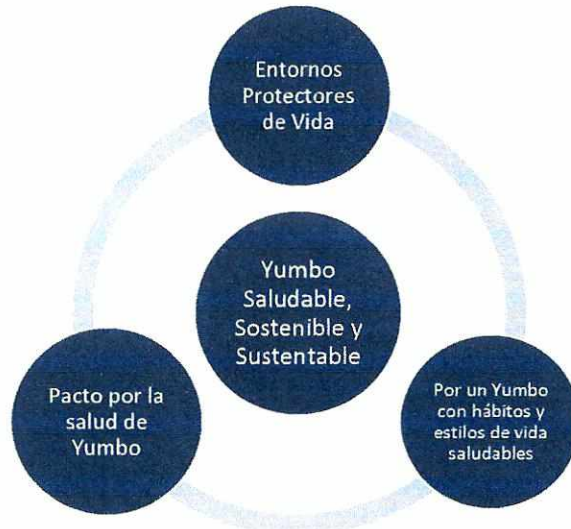 Entornos
Protectores
de Vida
Yumbo
Saludable,
Sostenible y
Sustentable
Pacto por la
salud de
Yumbo
Por un Yumbo
con hábitos y
estilos de vida
saludables